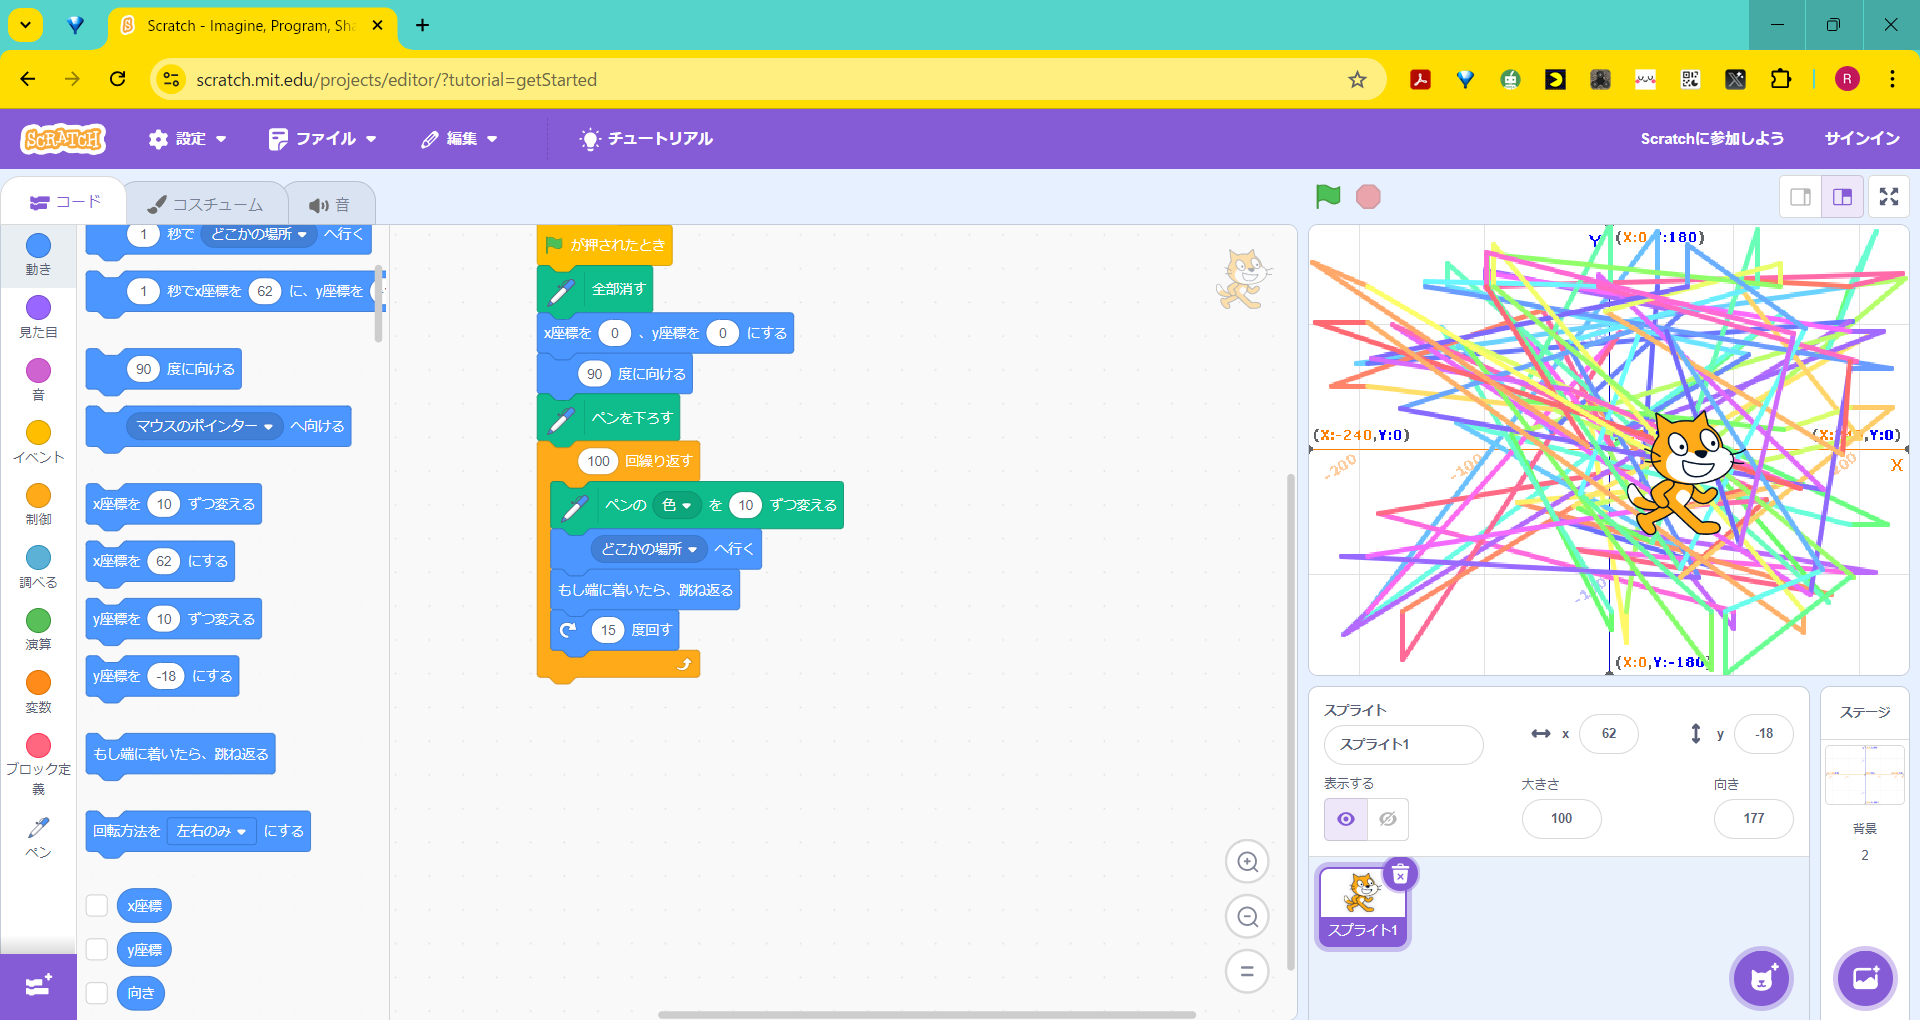 Scratch - Imagine, Program, Sha
scratch.mit.edu/projects/editor/?tutorial=getStarted
R
SCRATCH
設定
ファイル
編集
チュートリアル
Scratchに参加しよう
サインイン
コード
コスチューム
音
動き
見た目
音
イベント
制御
調べる
演算
変数
ブロック定義
ペン
1 秒で どこかの場所 へ行く
1 秒でx座標を 62 に、y座標を
90 度に向ける
マウスのポインター へ向ける
x座標を 10 ずつ変える
x座標を 62 にする
y座標を 10 ずつ変える
y座標を -18 にする
もし端に着いたら、跳ね返る
回転方法を 左右のみ にする
x座標
y座標
向き
が押されたとき
全部消す
x座標を 0 、y座標を 0 にする
90 度に向ける
ペンを下ろす
100 回繰り返す
ペンの 色 を 10 ずつ変える
どこかの場所 へ行く
もし端に着いたら、跳ね返る
15 度回す
Y (X:0,Y:180)
(X:-240,Y:0)
Y:0)
X
-200
-100
200
(X:0,Y:-180)
スプライト
スプライト1
x 62
y -18
表示する
大きさ
100
向き
177
スプライト1
ステージ
背景
2